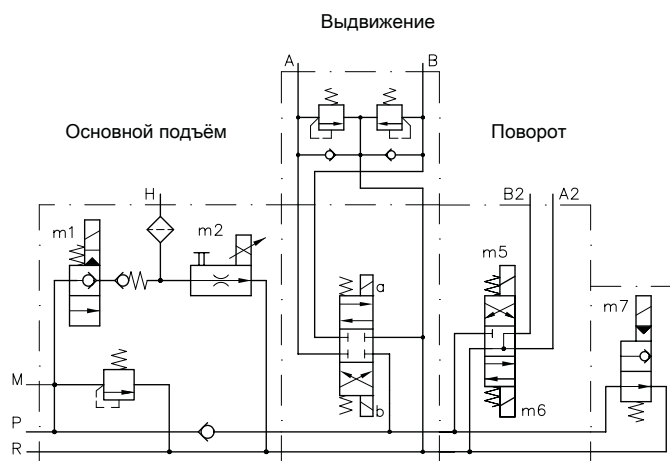 Выдвижение
A B
Основной подъём
Поворот
H
B2 A2
m1
m2
m5
a
m7
M
b
m6
P
R